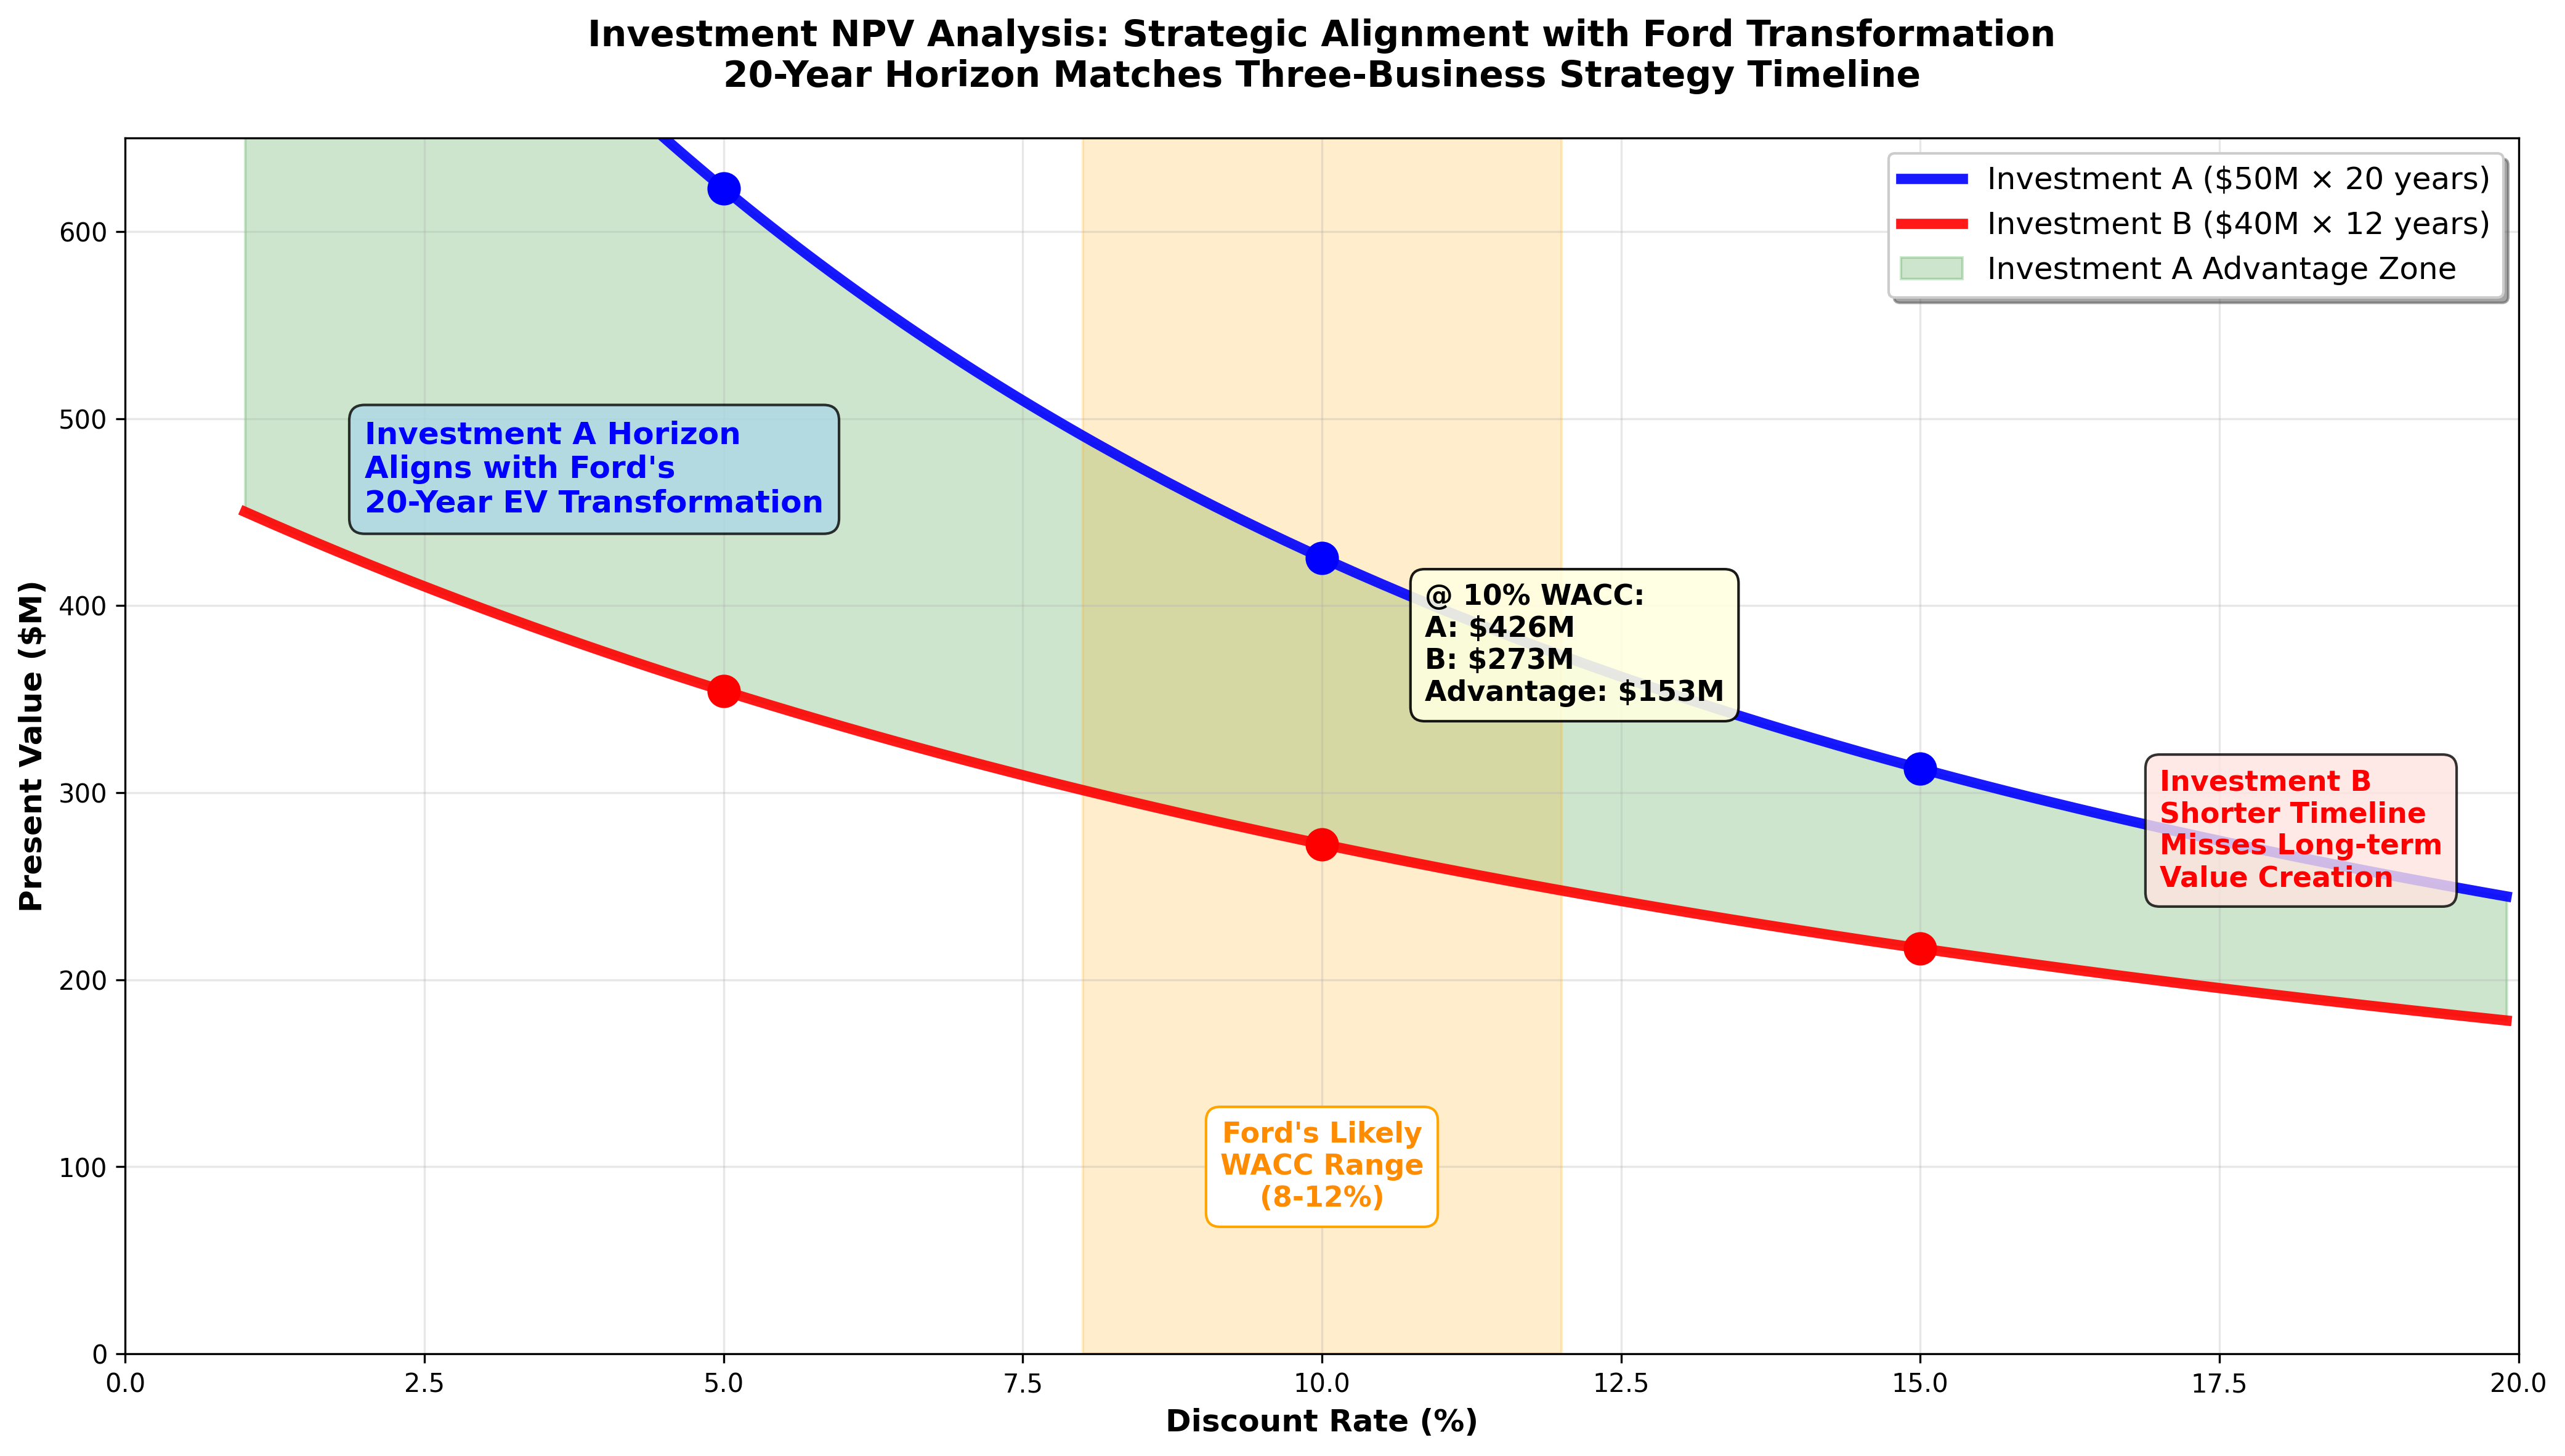 Investment NPV Analysis: Strategic Alignment with Ford Transformation
20-Year Horizon Matches Three-Business Strategy Timeline
Present Value ($M)
600
500
400
300
200
100
0
Investment A ($50M × 20 years)
Investment B ($40M × 12 years)
Investment A Advantage Zone
Investment A Horizon
Aligns with Ford's
20-Year EV Transformation
@ 10% WACC:
A: $426M
B: $273M
Advantage: $153M
Investment B
Shorter Timeline
Misses Long-term
Value Creation
Ford's Likely
WACC Range
(8-12%)
0.0 2.5 5.0 7.5 10.0 12.5 15.0 17.5 20.0
Discount Rate (%)